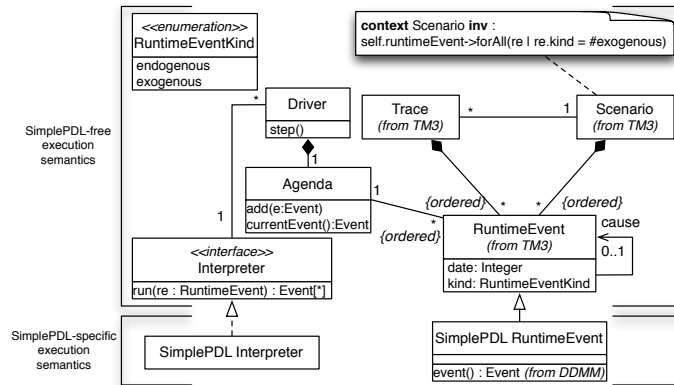 <<enumeration>>
RuntimeEventKind
endogenous
exogenous
context Scenario inv :
self.runtimeEvent->forAll(re | re.kind = #exogenous)
*
Driver
step()
Trace
(from TM3)
*
1
Scenario
(from TM3)
SimplePDL-free
execution
semantics
1
Agenda
add(e:Event)
currentEvent():Event
1
{ordered}
*
*
{ordered}
*
{ordered}
RuntimeEvent
(from TM3)
date: Integer
kind: RuntimeEventKind
cause
0..1
1
<<interface>>
Interpreter
run(re : RuntimeEvent) : Event[*]
SimplePDL-specific
execution
semantics
SimplePDL Interpreter
SimplePDL RuntimeEvent
event() : Event (from DDMM)